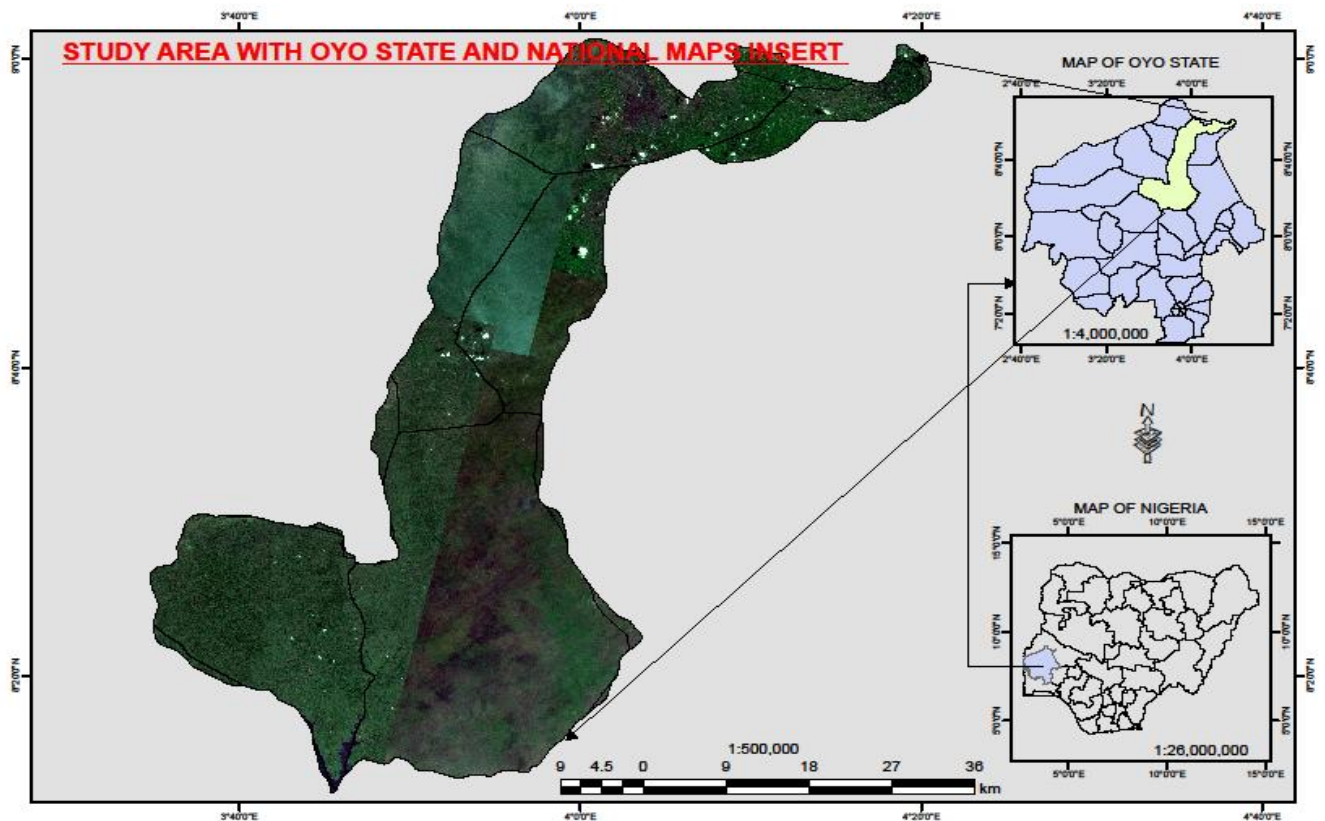 3°40'0"E 4°0'0"E 4°20'0"E 4°40'0"E
STUDY AREA WITH OYO STATE AND NATIONAL MAPS INSERT
9°0'0"N
9°0'0"N
MAP OF OYO STATE
2°40'0"E 3°20'0"E 4°0'0"E
8°40'0"N
8°40'0"N
8°0'0"N
8°0'0"N
7°20'0"N
7°20'0"N
1:4,000,000
2°40'0"E 3°20'0"E 4°0'0"E
8°40'0"N
8°40'0"N
N
MAP OF NIGERIA
5°0'0"E 10°0'0"E 15°0'0"E
15°0'0"N
15°0'0"N
10°0'0"N
10°0'0"N
5°0'0"N
5°0'0"N
1:26,000,000
5°0'0"E 10°0'0"E 15°0'0"E
8°20'0"N
8°20'0"N
1:500,000
9 4.5 0 9 18 27 36
km
3°40'0"E 4°0'0"E 4°20'0"E 4°40'0"E